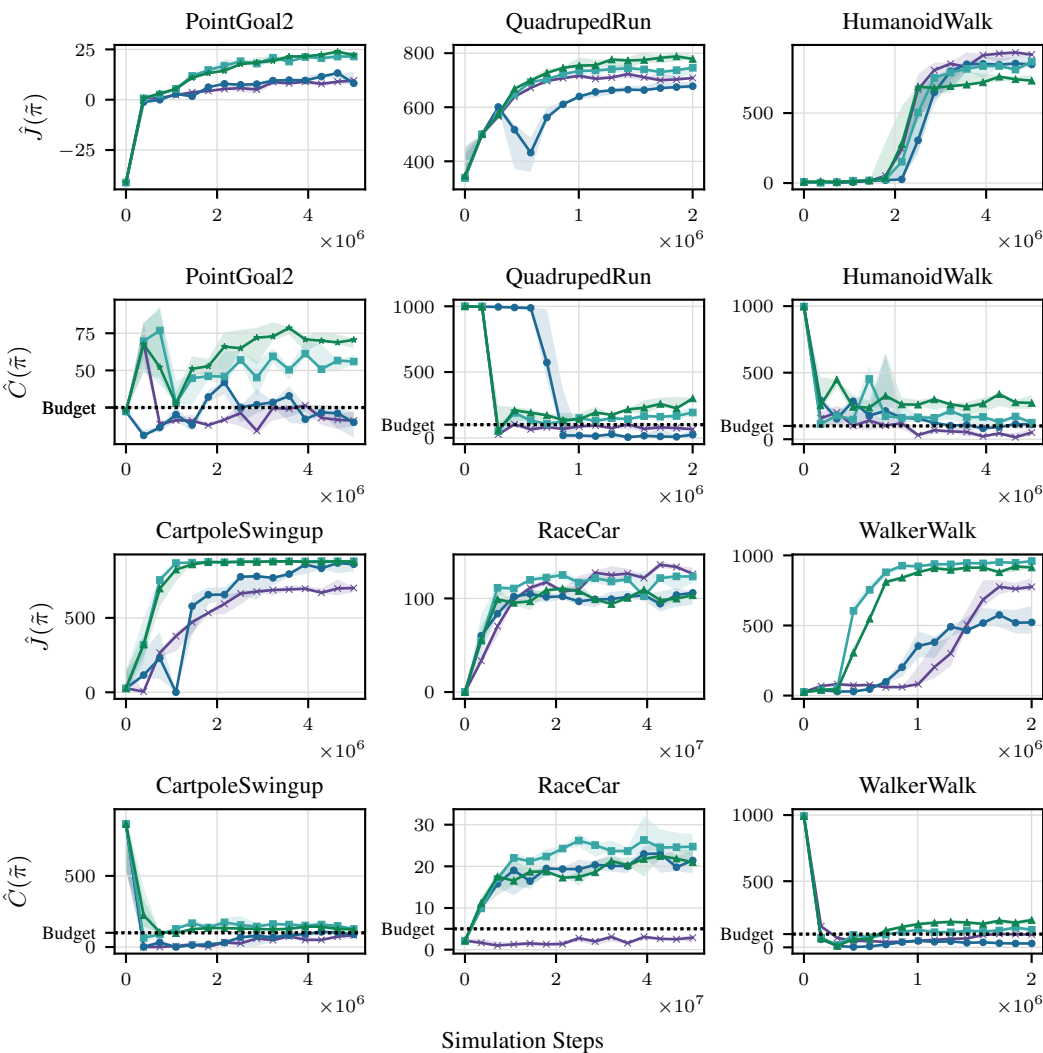 PointGoal2 QuadrupedRun HumanoidWalk
Ĵ(π̃)
25
0
−25
0 2 4
×10⁶
800
600
400
0 1 2
×10⁶
500
0
0 2 4
×10⁶
PointGoal2 QuadrupedRun HumanoidWalk
Ĉ(π̃)
75
50
Budget
0 2 4
×10⁶
1000
500
Budget
0
0 1 2
×10⁶
1000
500
Budget
0
0 2 4
×10⁶
CartpoleSwingup RaceCar WalkerWalk
Ĵ(π̃)
500
0
0 2 4
×10⁶
100
0
0 2 4
×10⁷
1000
500
0
0 1 2
×10⁶
CartpoleSwingup RaceCar WalkerWalk
Ĉ(π̃)
500
Budget
0
0 2 4
×10⁶
30
20
10
Budget
0
0 2 4
×10⁷
1000
500
Budget
0
0 1 2
×10⁶
Simulation Steps